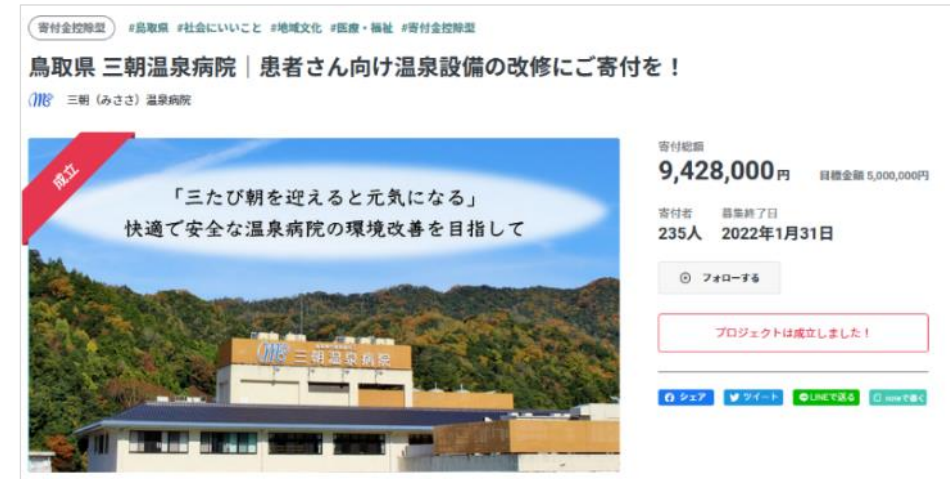 寄付金控除型 #鳥取県 #社会にいいこと #地域文化 #医療・福祉 #寄付金控除型
鳥取県 三朝温泉病院｜患者さん向け温泉設備の改修にご寄付を！
三朝（みささ）温泉病院
成立
「三たび朝を迎えると元気になる」
快適で安全な温泉病院の環境改善を目指して
三朝温泉病院
寄付総額
9,428,000円 目標金額 5,000,000円
寄付者 募集終了日
235人 2022年1月31日
フォローする
プロジェクトは成立しました！
シェア ツイート LINEで送る noteで書く